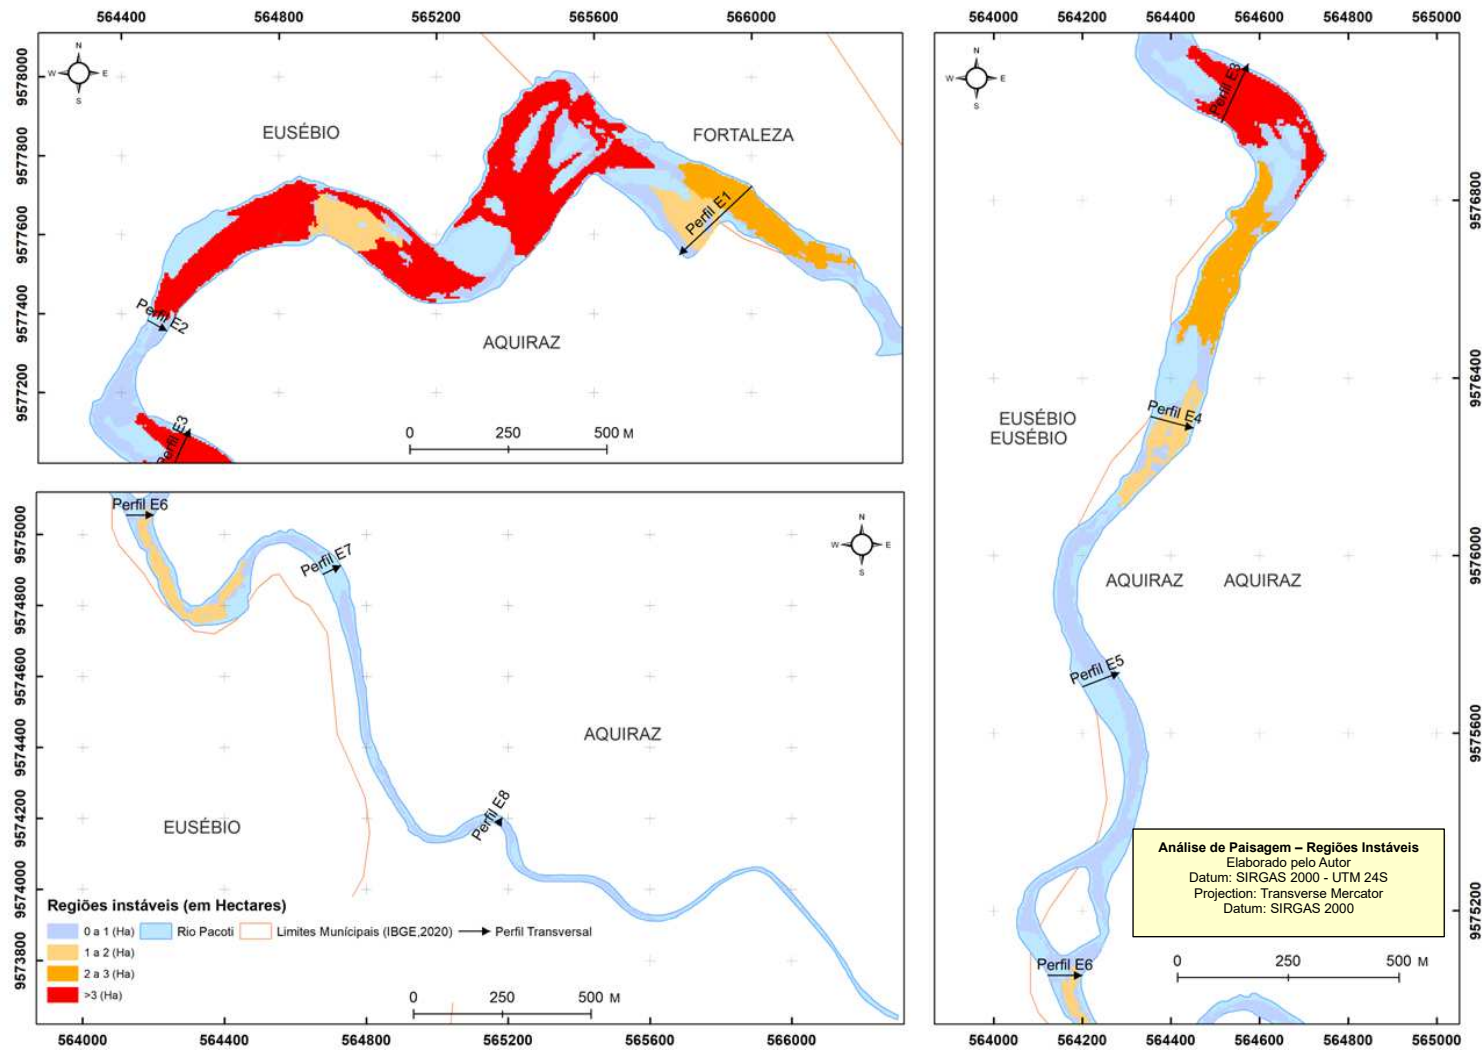 564400 564800 565200 565600 566000
9578000
9577800
9577600
9577400
9577200
N
W E
S
EUSÉBIO
FORTALEZA
AQUIRAZ
Perfil E1
Perfil E2
Perfil E3
0 250 500 M
564000 564200 564400 564600 564800 565000
N
W E
S
Perfil E3
9576800
9576400
9576000
9575600
9575200
EUSÉBIO
EUSÉBIO
Perfil E4
AQUIRAZ AQUIRAZ
Perfil E5
Perfil E6
Análise de Paisagem – Regiões Instáveis
Elaborado pelo Autor
Datum: SIRGAS 2000 - UTM 24S
Projection: Transverse Mercator
Datum: SIRGAS 2000
0 250 500 M
564000 564200 564400 564600 564800 565000
9575000
9574800
9574600
9574400
9574200
9574000
9573800
Perfil E6
Perfil E7
N
W E
S
AQUIRAZ
EUSÉBIO
Perfil E8
Regiões instáveis (em Hectares)
0 a 1 (Ha) Rio Pacoti Limites Munícipais (IBGE,2020) Perfil Transversal
1 a 2 (Ha)
2 a 3 (Ha)
>3 (Ha)
0 250 500 M
564000 564400 564800 565200 565600 566000